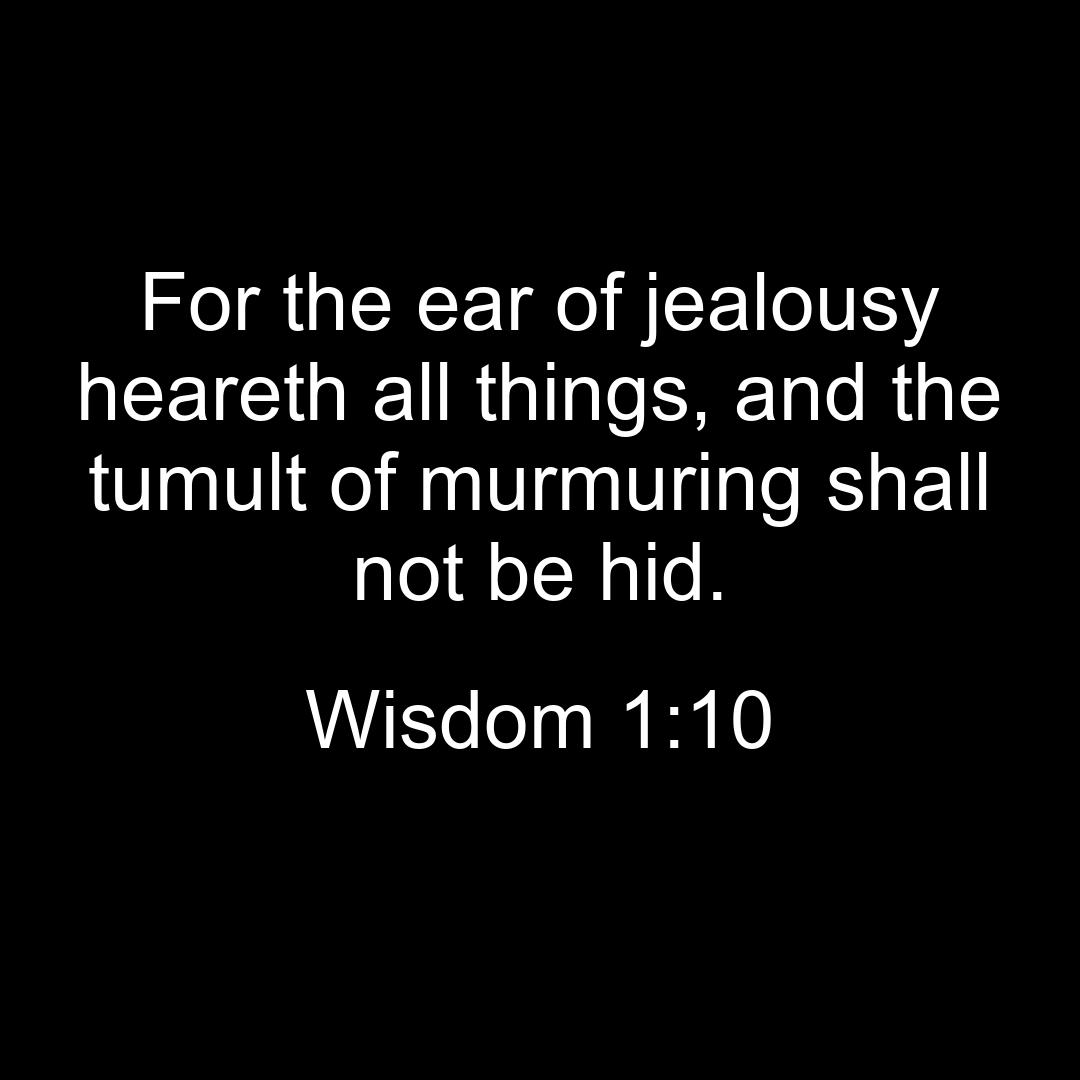 For the ear of jealousy
heareth all things, and the
tumult of murmuring shall
not be hid.
Wisdom 1:10